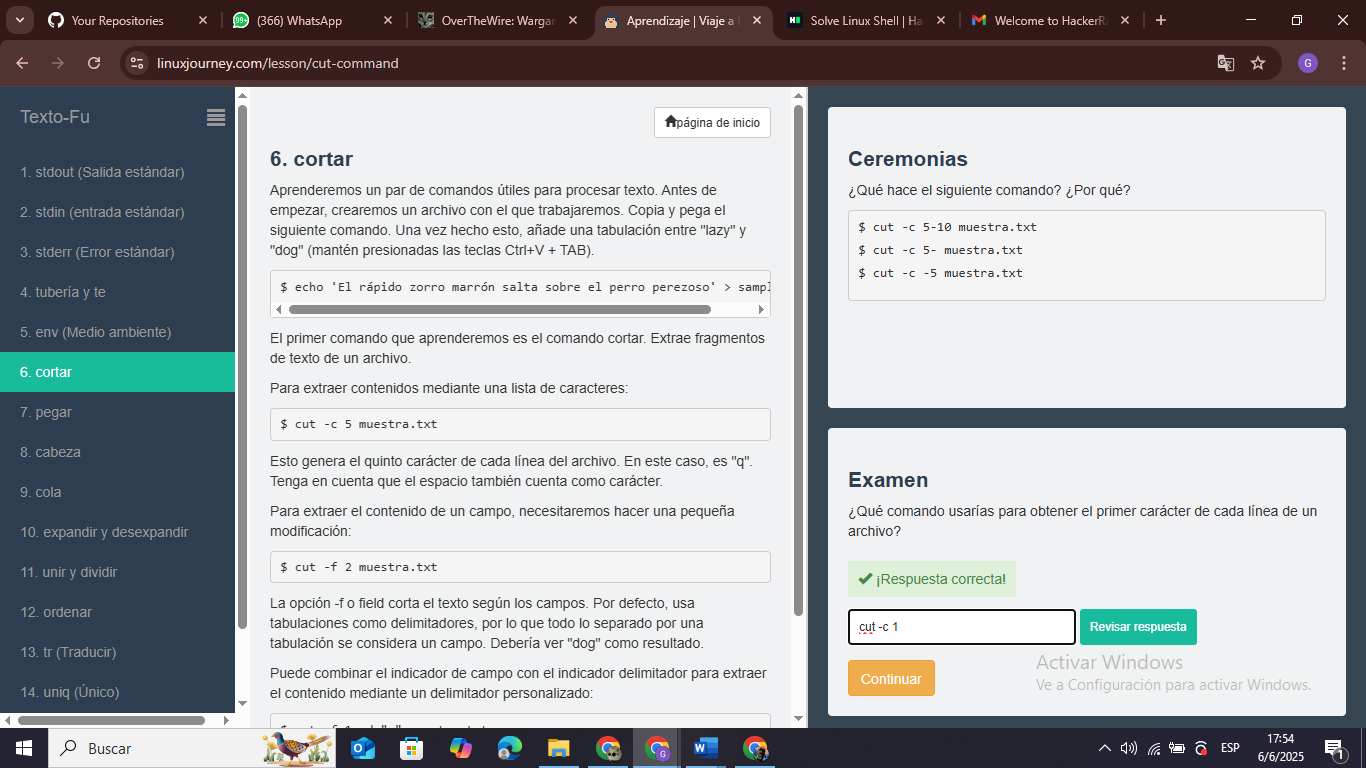 Your Repositories
(366) WhatsApp
OverTheWire: Wargar
Aprendizaje | Viaje a l
Solve Linux Shell | Ha
Welcome to HackerRa
linuxjourney.com/lesson/cut-command
Texto-Fu
1. stdout (Salida estándar)
2. stdin (entrada estándar)
3. stderr (Error estándar)
4. tubería y te
5. env (Medio ambiente)
6. cortar
7. pegar
8. cabeza
9. cola
10. expandir y desexpandir
11. unir y dividir
12. ordenar
13. tr (Traducir)
14. uniq (Único)
página de inicio
6. cortar
Aprenderemos un par de comandos útiles para procesar texto. Antes de
empezar, crearemos un archivo con el que trabajaremos. Copia y pega el
siguiente comando. Una vez hecho esto, añade una tabulación entre "lazy" y
"dog" (mantén presionadas las teclas Ctrl+V + TAB).
$ echo 'El rápido zorro marrón salta sobre el perro perezoso' > sampl
El primer comando que aprenderemos es el comando cortar. Extrae fragmentos
de texto de un archivo.
Para extraer contenidos mediante una lista de caracteres:
$ cut -c 5 muestra.txt
Esto genera el quinto carácter de cada línea del archivo. En este caso, es "q".
Tenga en cuenta que el espacio también cuenta como carácter.
Para extraer el contenido de un campo, necesitaremos hacer una pequeña
modificación:
$ cut -f 2 muestra.txt
La opción -f o field corta el texto según los campos. Por defecto, usa
tabulaciones como delimitadores, por lo que todo lo separado por una
tabulación se considera un campo. Debería ver "dog" como resultado.
Puede combinar el indicador de campo con el indicador delimitador para extraer
el contenido mediante un delimitador personalizado:
Ceremonias
¿Qué hace el siguiente comando? ¿Por qué?
$ cut -c 5-10 muestra.txt
$ cut -c 5- muestra.txt
$ cut -c -5 muestra.txt
Examen
¿Qué comando usarías para obtener el primer carácter de cada línea de un
archivo?
¡Respuesta correcta!
cut -c 1
Revisar respuesta
Continuar
Activar Windows
Ve a Configuración para activar Windows.
Buscar
ESP
17:54
6/6/2025
1